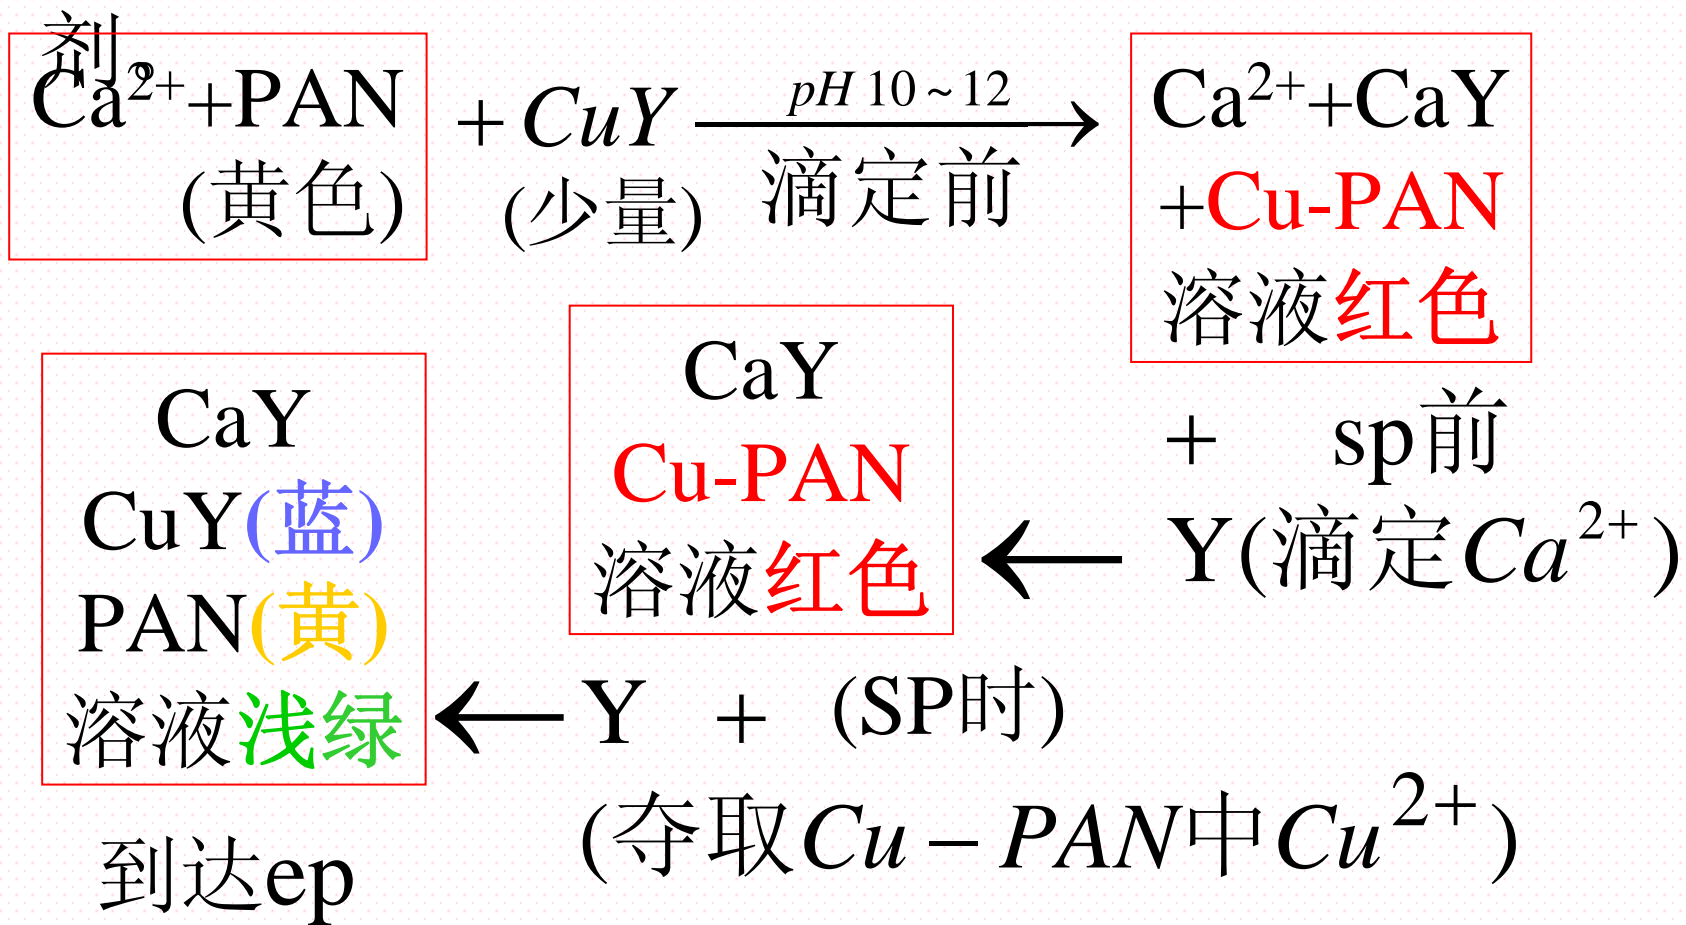 剂。
Ca²⁺+PAN
(黄色)
+ CuY
(少量)
pH 10 ~ 12
滴定前
Ca²⁺+CaY
+Cu-PAN
溶液红色
+ sp前
Y(滴定Ca²⁺)
CaY
Cu-PAN
溶液红色
Y + (SP时)
(夺取Cu – PAN中Cu²⁺)
CaY
CuY(蓝)
PAN(黄)
溶液浅绿
到达ep